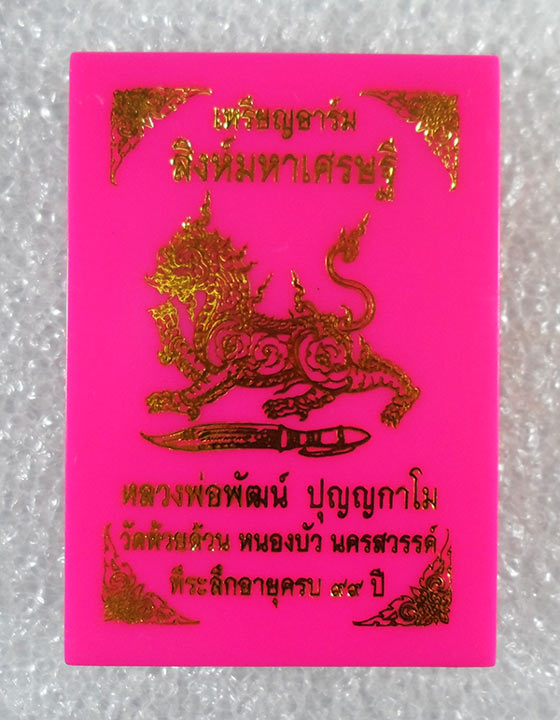 เหรียญอาร์ม
สิงห์มหาเศรษฐี
หลวงพ่อพัฒน์ ปุญญกาโม
วัดห้วยด้วน หนองบัว นครสวรรค์
ที่ระลึกอายุครบ ๙๙ ปี